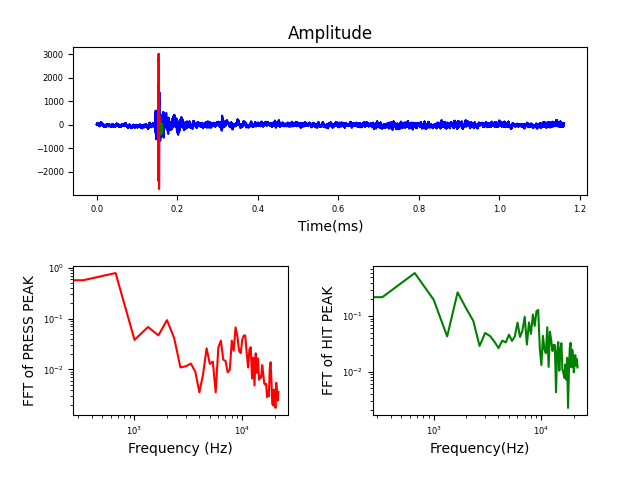 Amplitude
3000
2000
1000
0
−1000
−2000
0.0 0.2 0.4 0.6 0.8 1.0 1.2
Time(ms)
FFT of PRESS PEAK
10⁰
10⁻¹
10⁻²
10³ 10⁴
Frequency (Hz)
FFT of HIT PEAK
10⁻¹
10⁻²
10³ 10⁴
Frequency(Hz)